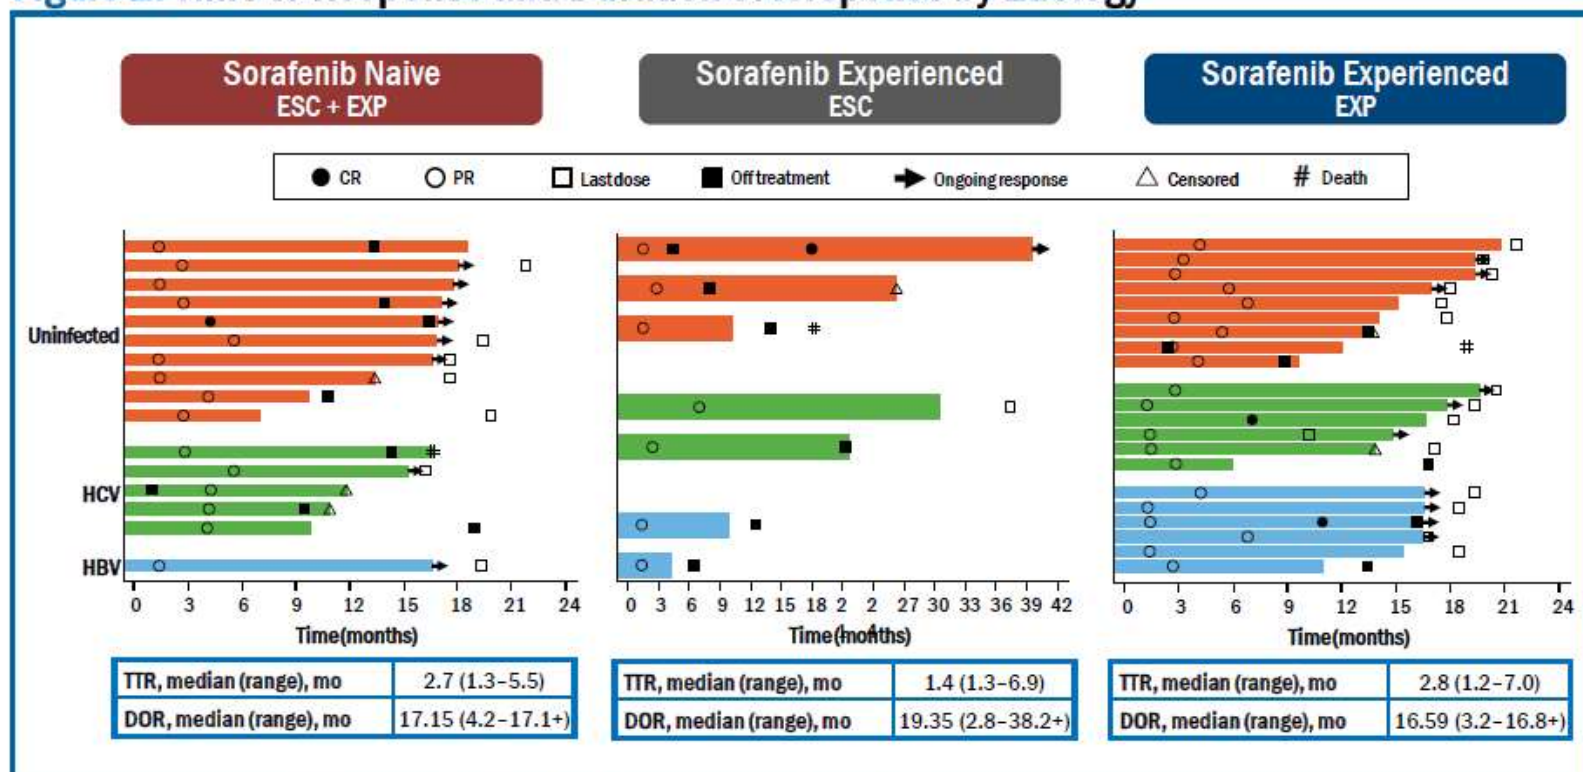 Sorafenib Naive
ESC + EXP
Sorafenib Experienced
ESC
Sorafenib Experienced
EXP
CR
PR
Last dose
Off treatment
Ongoing response
Censored
# Death
Uninfected
HCV
HBV
0 3 6 9 12 15 18 21 24
Time(months)
0 3 6 9 12 15 18 2 2 27 30 33 36 39 42
1 4
Time(months)
0 3 6 9 12 15 18 21 24
Time(months)
TTR, median (range), mo 2.7 (1.3–5.5)
DOR, median (range), mo 17.15 (4.2–17.1+)
TTR, median (range), mo 1.4 (1.3–6.9)
DOR, median (range), mo 19.35 (2.8–38.2+)
TTR, median (range), mo 2.8 (1.2–7.0)
DOR, median (range), mo 16.59 (3.2–16.8+)